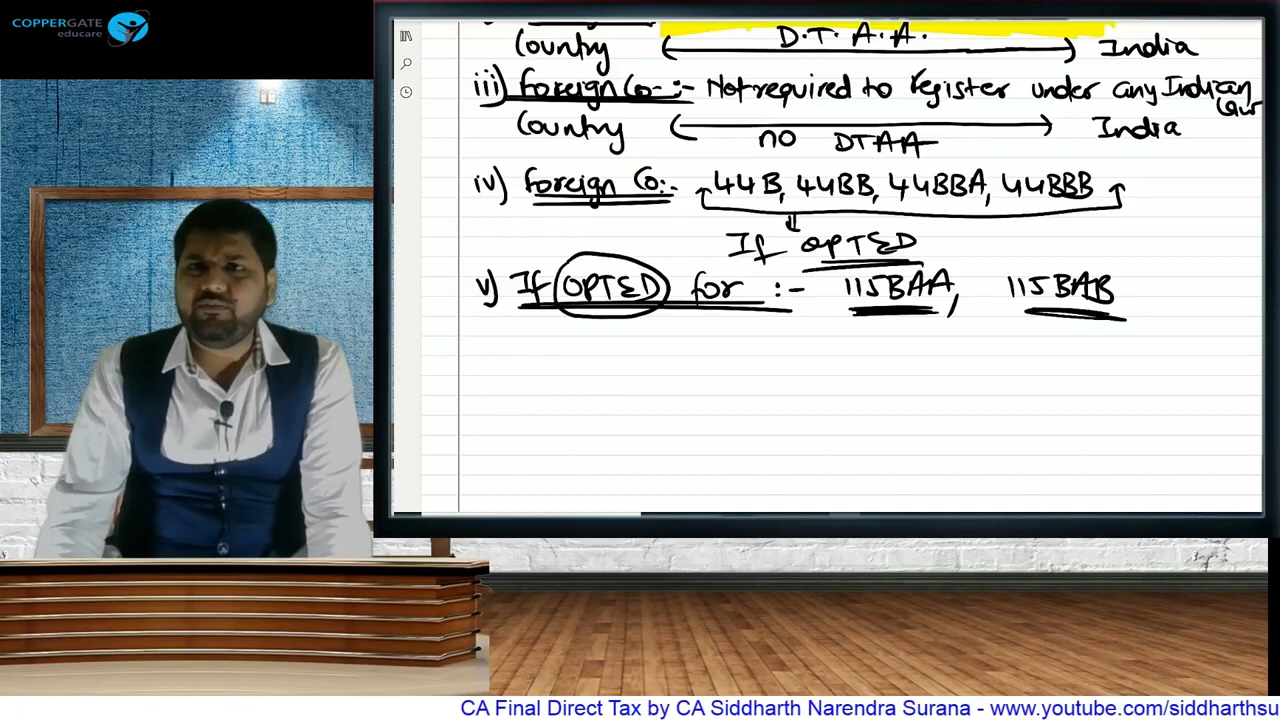 COPPERGATE
educare
Country D.T.A.A. India
iii) Foreign Co :- Not required to register under any Indian
Country no DTAA India
iv) Foreign Co:- 44B, 44BB, 44BBA, 44BBB
If OPTED
v) If OPTED for :- 115BAA, 115BAB
CA Final Direct Tax by CA Siddharth Narendra Surana - www.youtube.com/siddharthsu